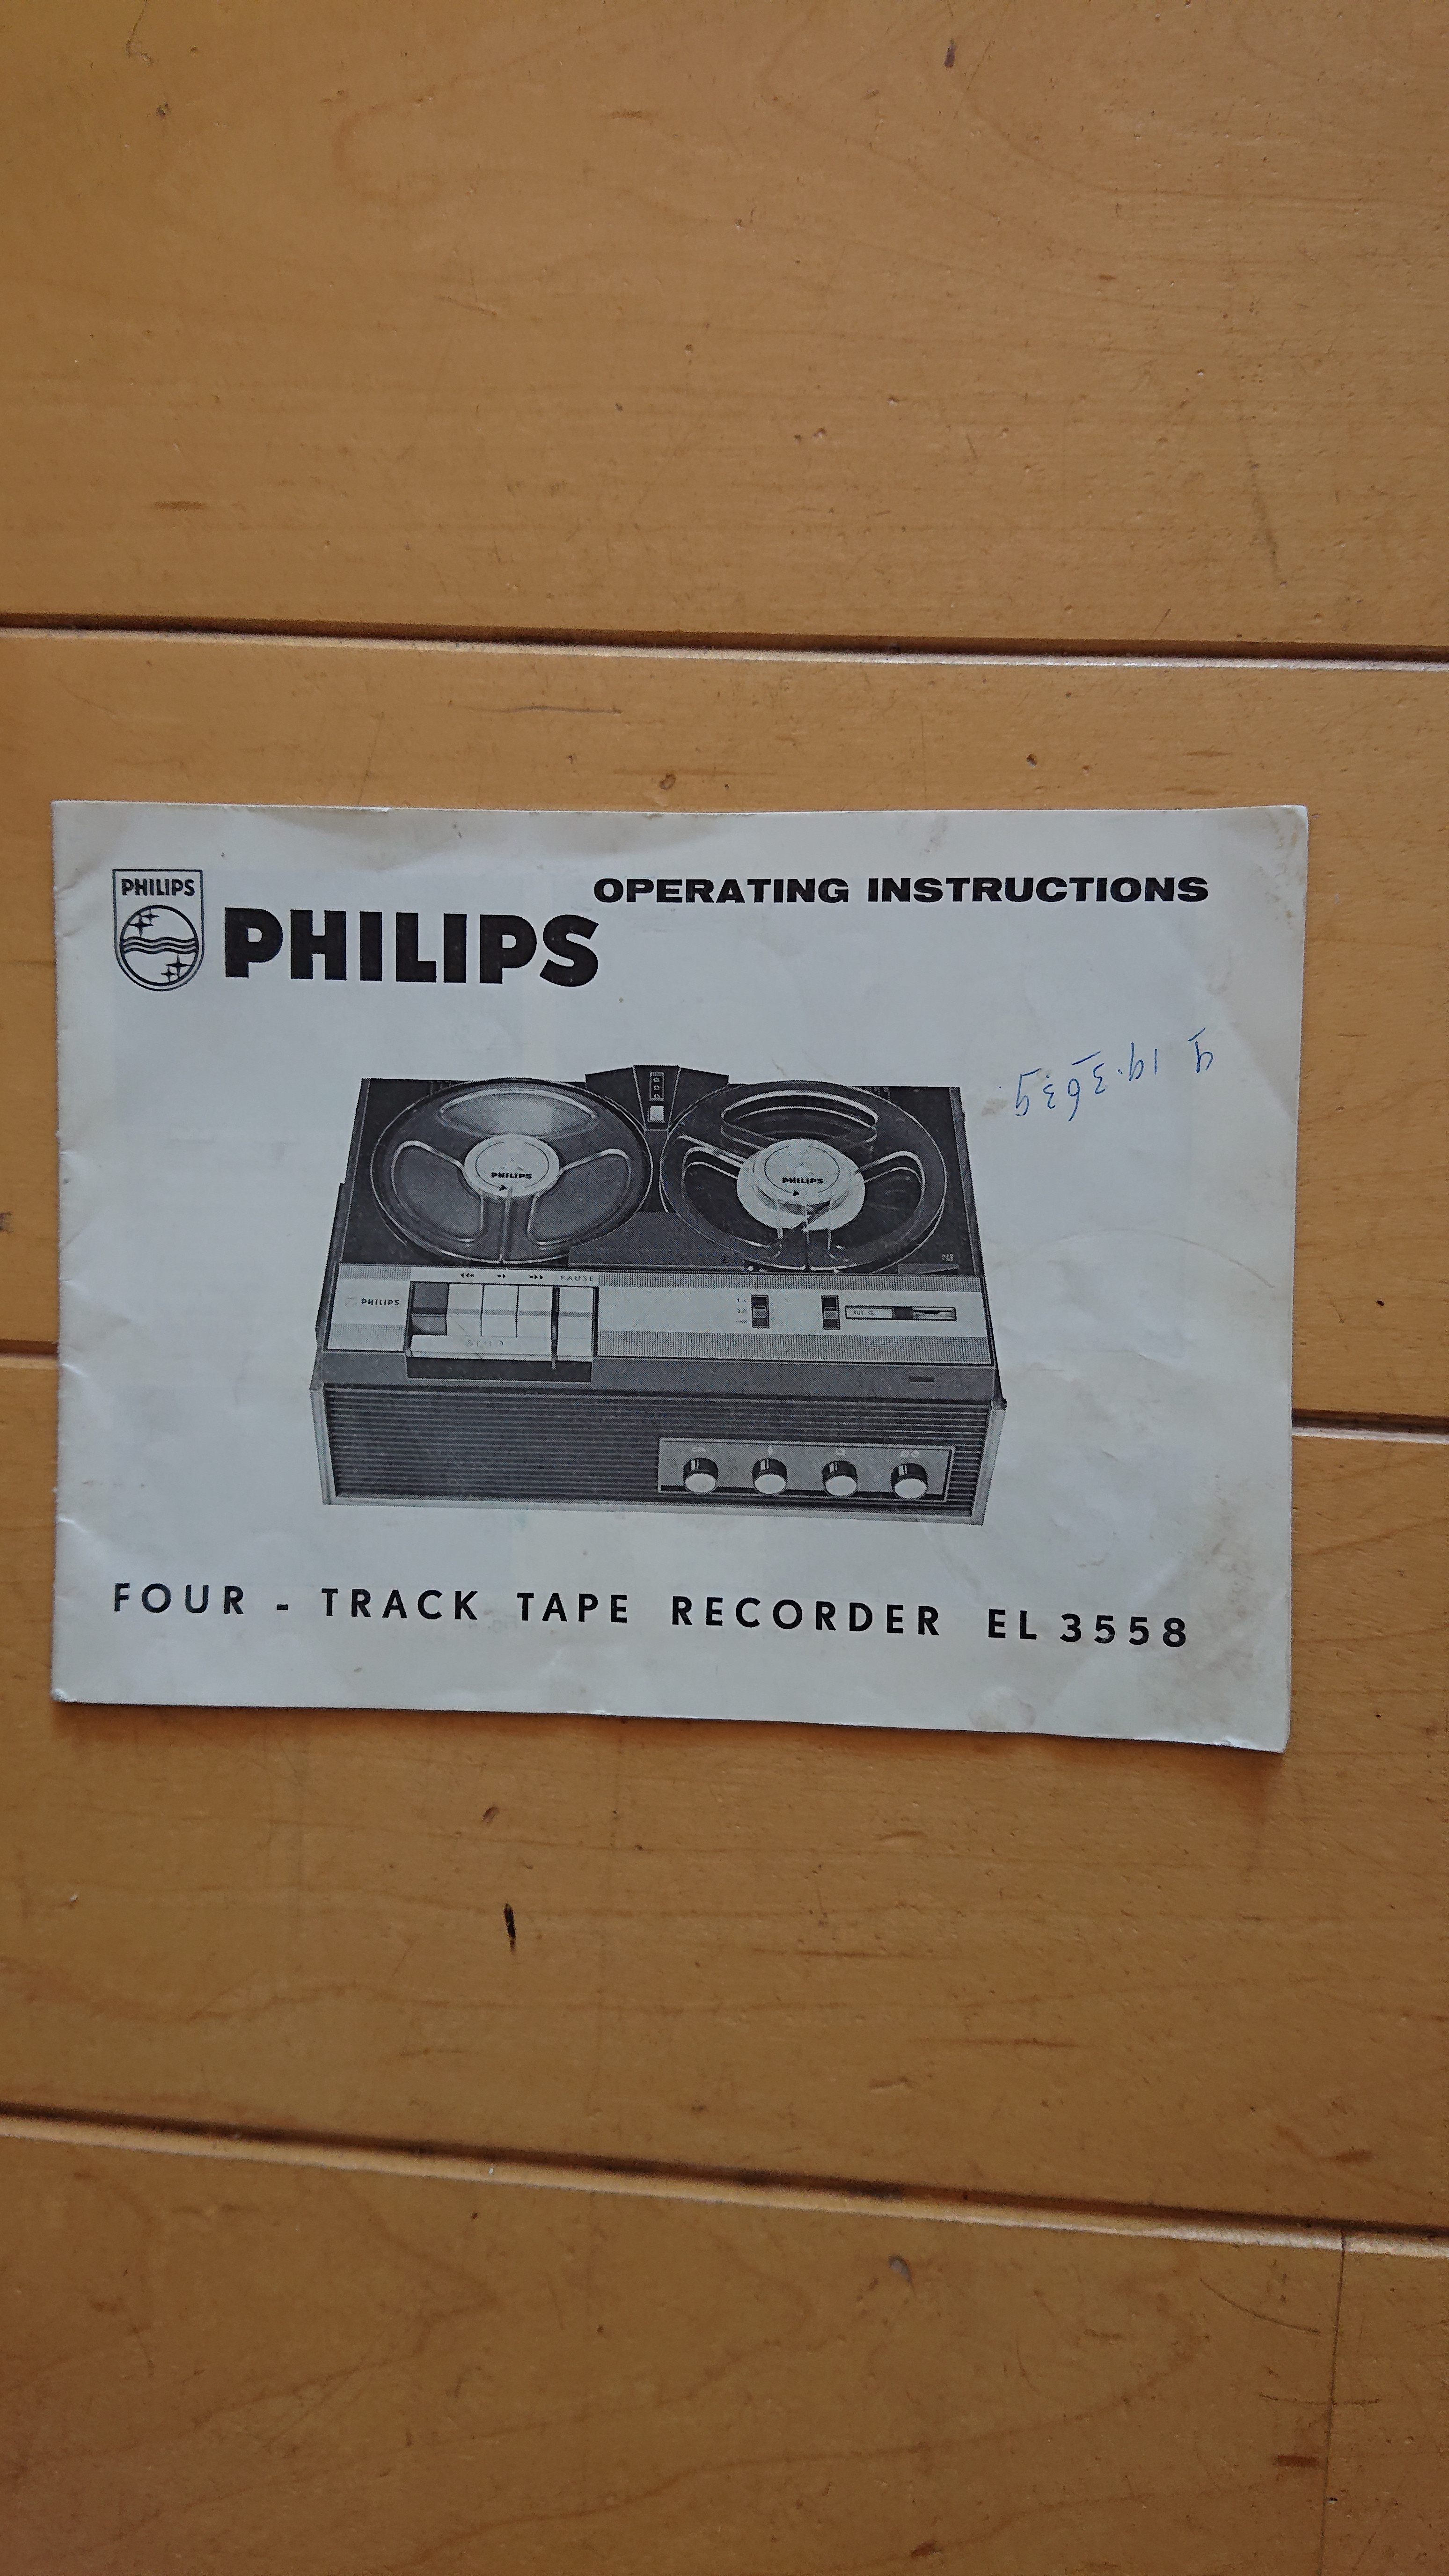 PHILIPS
OPERATING INSTRUCTIONS
PHILIPS
PHILIPS
PHILIPS
PAUSE
PHILIPS
FOUR - TRACK TAPE RECORDER EL 3558